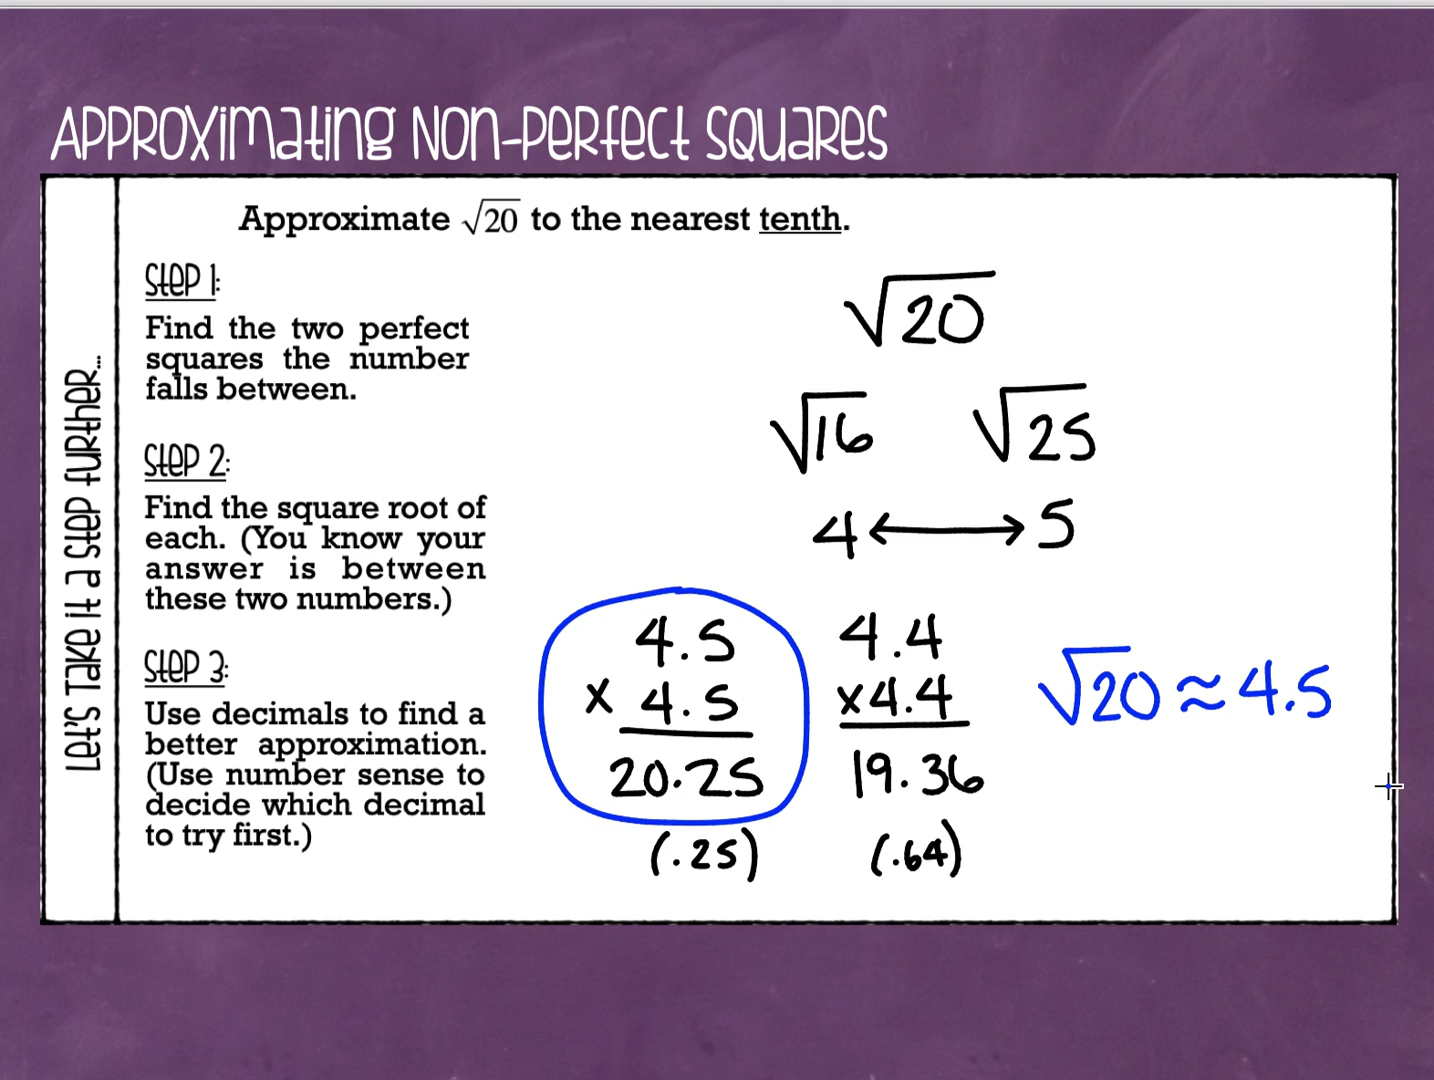 Approximating Non-Perfect Squares
Let's Take it a Step Further...
Approximate √20 to the nearest tenth.
Step 1:
Find the two perfect
squares the number
falls between.
Step 2:
Find the square root of
each. (You know your
answer is between
these two numbers.)
Step 3:
Use decimals to find a
better approximation.
(Use number sense to
decide which decimal
to try first.)
√20
√16 √25
4 ↔ 5
4.5
x 4.5
20.25
(.25)
4.4
x4.4
19.36
(.64)
√20 ≈ 4.5